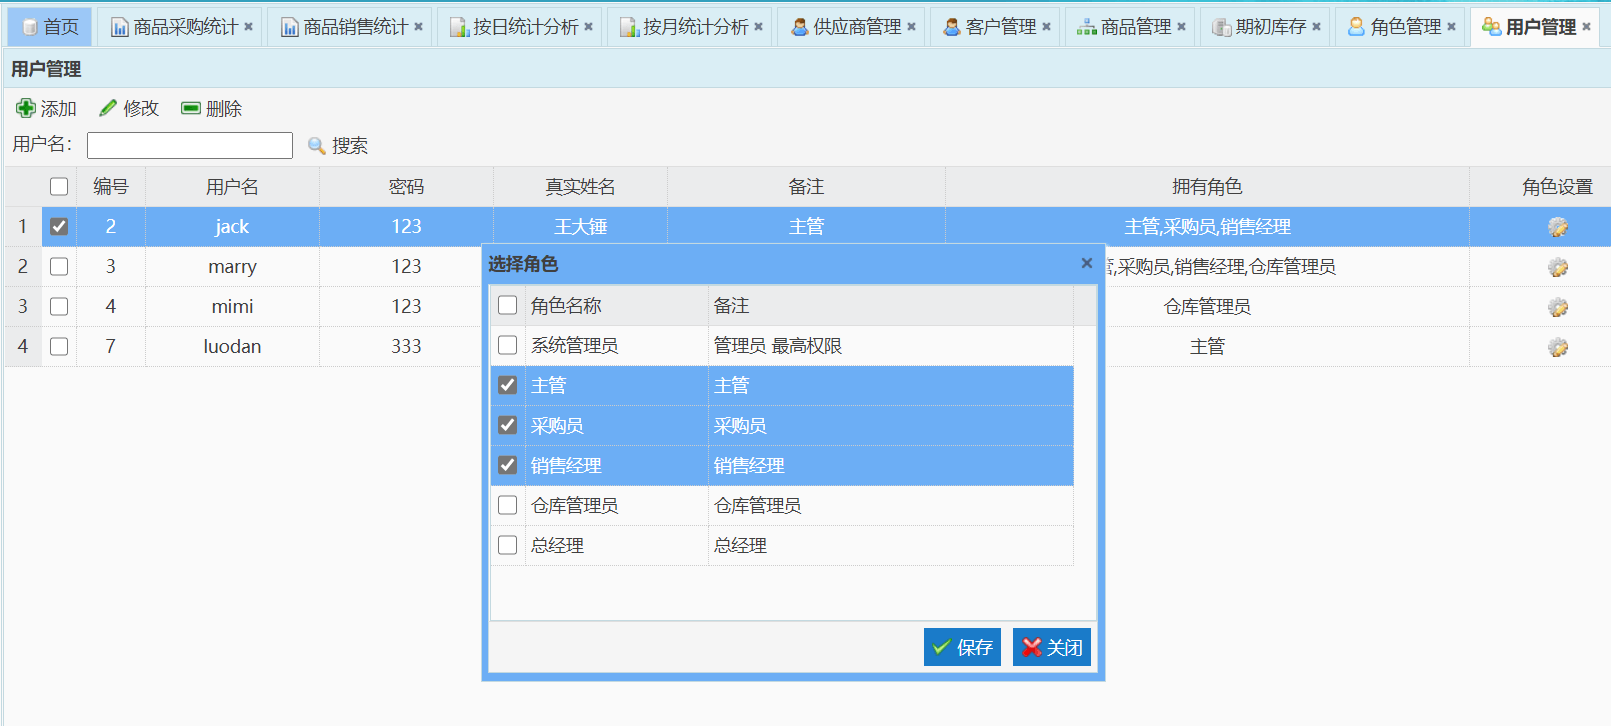 首页 商品采购统计 商品销售统计 按日统计分析 按月统计分析 供应商管理 客户管理 商品管理 期初库存 角色管理 用户管理
用户管理
添加 修改 删除
用户名： 搜索
编号 用户名 密码 真实姓名 备注 拥有角色 角色设置
1 2 jack 123 王大锤 主管 主管,采购员,销售经理
2 3 marry 123 管,采购员,销售经理,仓库管理员
3 4 mimi 123 仓库管理员
4 7 luodan 333 主管
选择角色
角色名称 备注
系统管理员 管理员 最高权限
主管 主管
采购员 采购员
销售经理 销售经理
仓库管理员 仓库管理员
总经理 总经理
保存 关闭